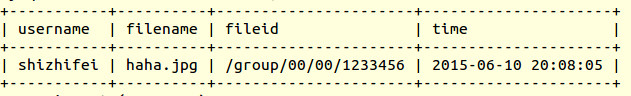 +-----------+----------+-----------------------+---------------------+
| username  | filename | fileid                | time                |
+-----------+----------+-----------------------+---------------------+
| shizhifei | haha.jpg | /group/00/00/1233456 | 2015-06-10 20:08:05 |
+-----------+----------+-----------------------+---------------------+